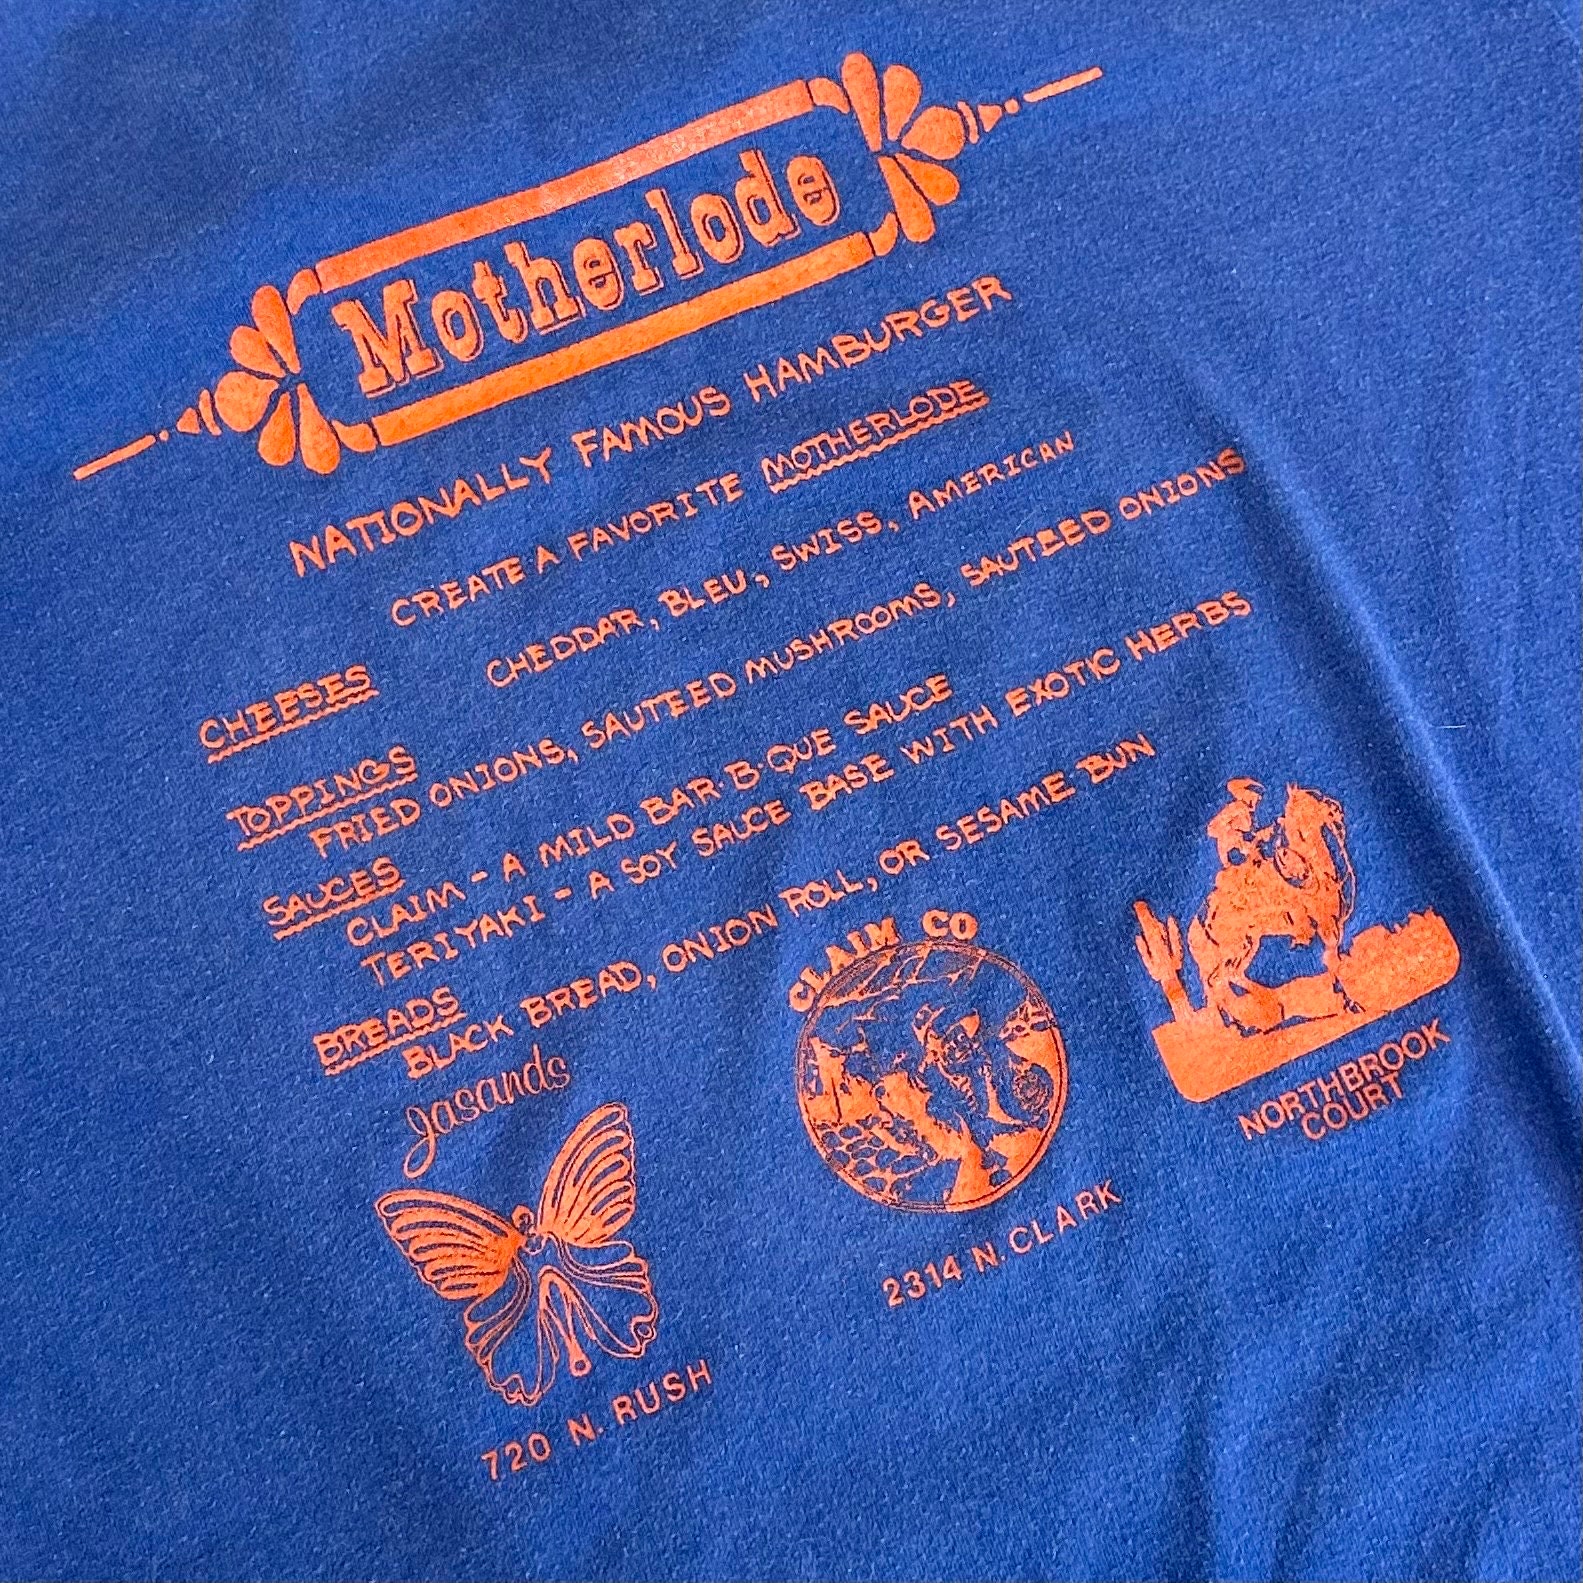 Motherlode
NATIONALLY FAMOUS HAMBURGER
CREATE A FAVORITE MOTHERLODE
CHEESES CHEDDAR, BLEU, SWISS, AMERICAN
TOPPINGS
FRIED ONIONS, SAUTEED MUSHROOMS, SAUTEED ONIONS
SAUCES
CLAIM - A MILD BAR-B-QUE SAUCE
TERIYAKI - A SOY SAUCE BASE WITH EXOTIC HERBS
BREADS
BLACK BREAD, ONION ROLL, OR SESAME BUN
Jasands
720 N. RUSH
CLAIM CO
2314 N. CLARK
NORTHBROOK
COURT